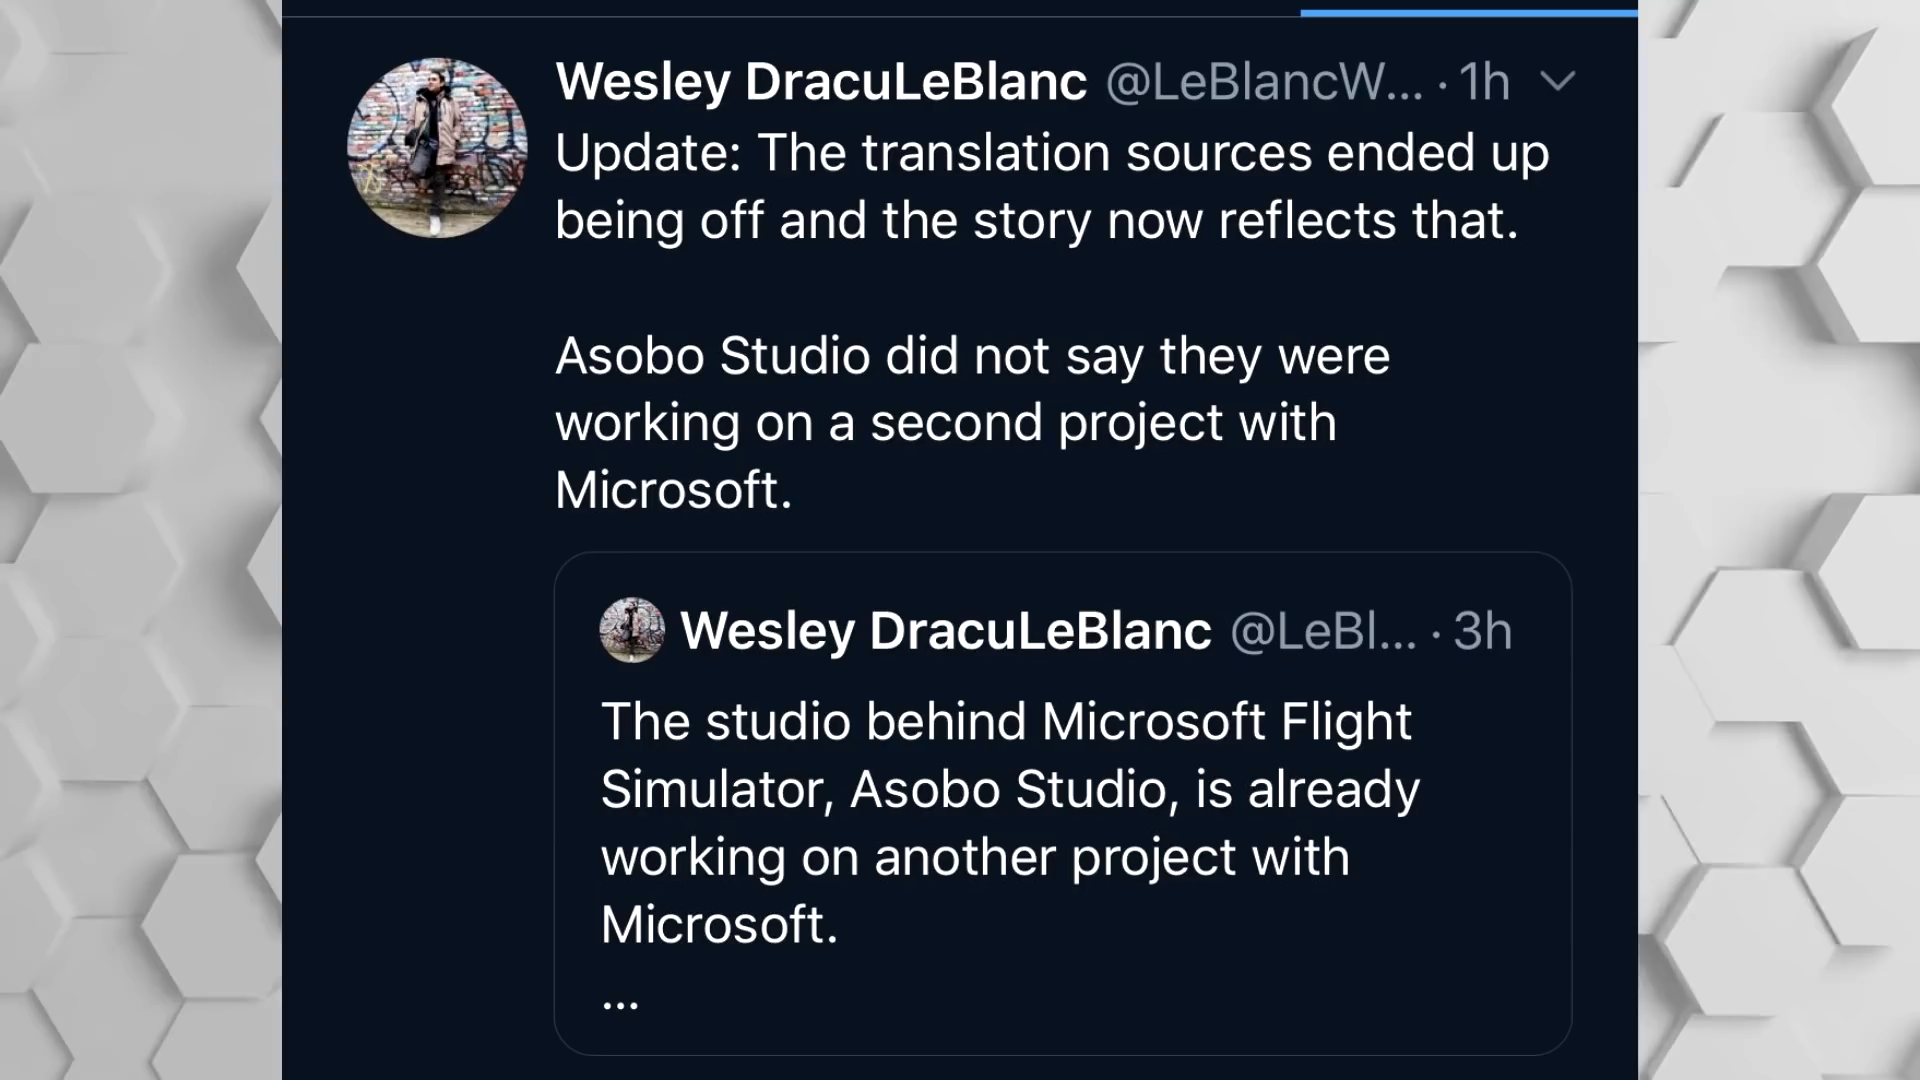 Wesley DracuLeBlanc @LeBlancW... · 1h
Update: The translation sources ended up
being off and the story now reflects that.
Asobo Studio did not say they were
working on a second project with
Microsoft.
Wesley DracuLeBlanc @LeBl... · 3h
The studio behind Microsoft Flight
Simulator, Asobo Studio, is already
working on another project with
Microsoft.
...